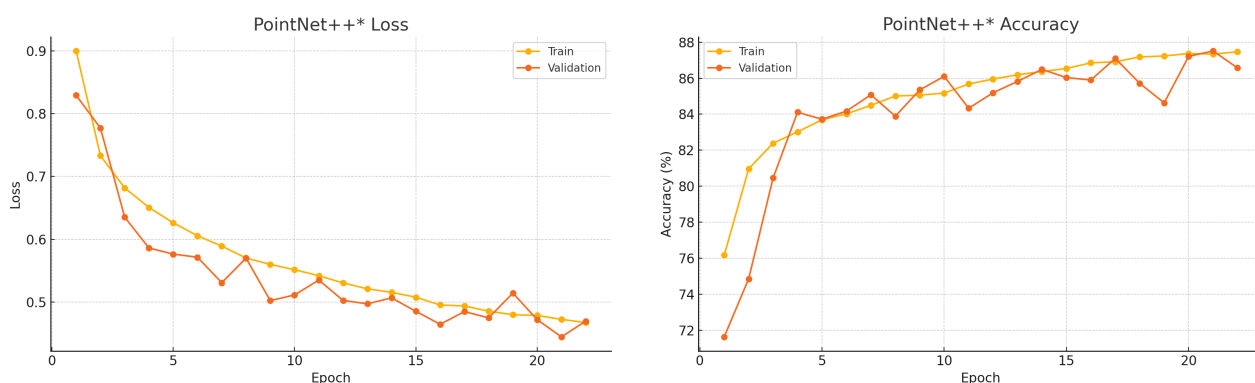 PointNet++* Loss
0.9
0.8
0.7
0.6
0.5
Loss
0
5
10
15
20
Epoch
Train
Validation
PointNet++* Accuracy
88
86
84
82
80
78
76
74
72
Accuracy (%)
0
5
10
15
20
Epoch
Train
Validation